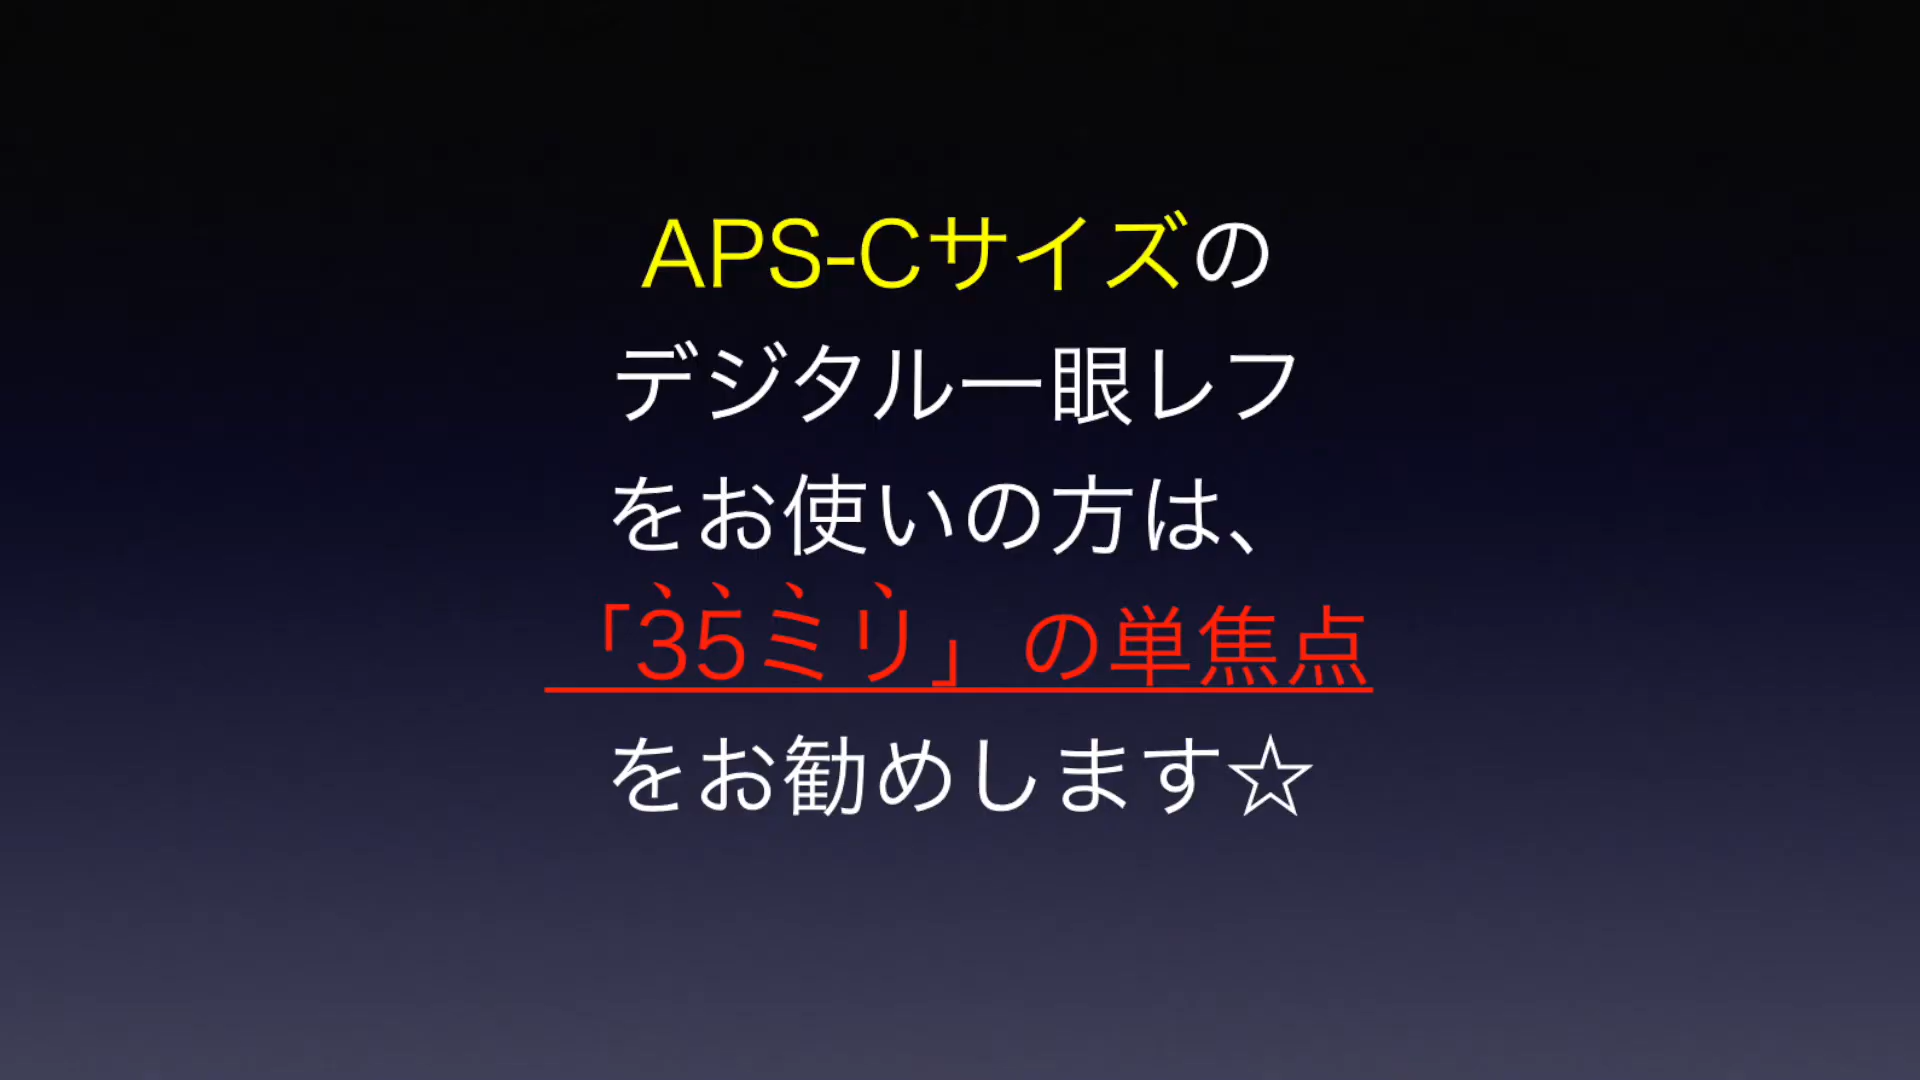 APS-Cサイズの
デジタル一眼レフ
をお使いの方は、
「35ミリ」の単焦点
をお勧めします☆